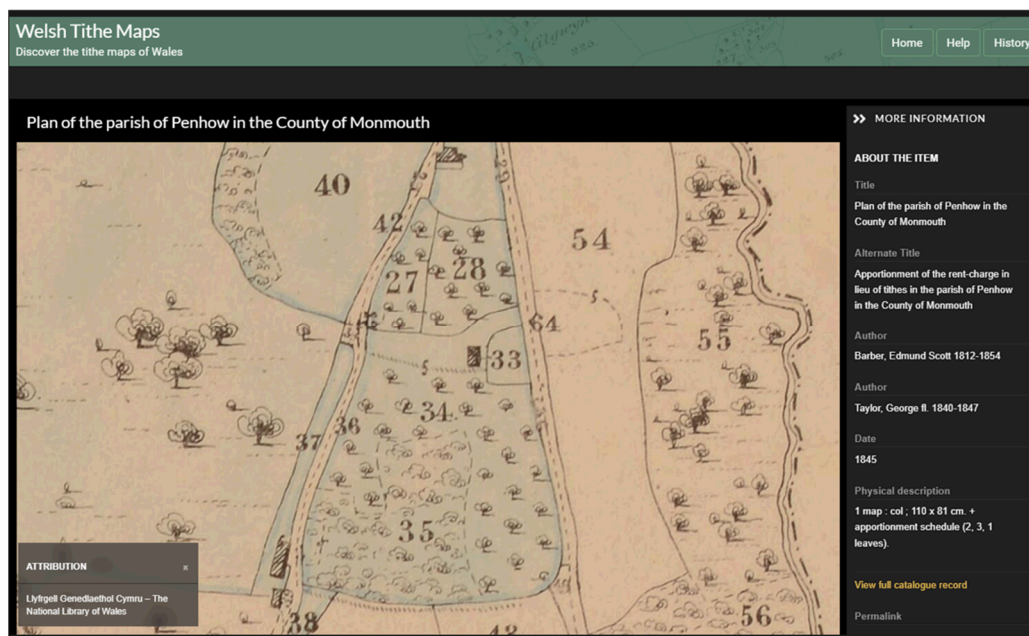 Welsh Tithe Maps
Discover the tithe maps of Wales
Home
Help
History
Plan of the parish of Penhow in the County of Monmouth
40
42
27
28
54
55
64
33
5
5
34
36
37
35
38
56
ATTRIBUTION ×
Llyfrgell Genedlaethol Cymru – The
National Library of Wales
MORE INFORMATION
ABOUT THE ITEM
Title
Plan of the parish of Penhow in the
County of Monmouth
Alternate Title
Apportionment of the rent-charge in
lieu of tithes in the parish of Penhow
in the County of Monmouth
Author
Barber, Edmund Scott 1812-1854
Author
Taylor, George fl. 1840-1847
Date
1845
Physical description
1 map : col ; 110 x 81 cm. +
apportionment schedule (2, 3, 1
leaves).
View full catalogue record
Permalink